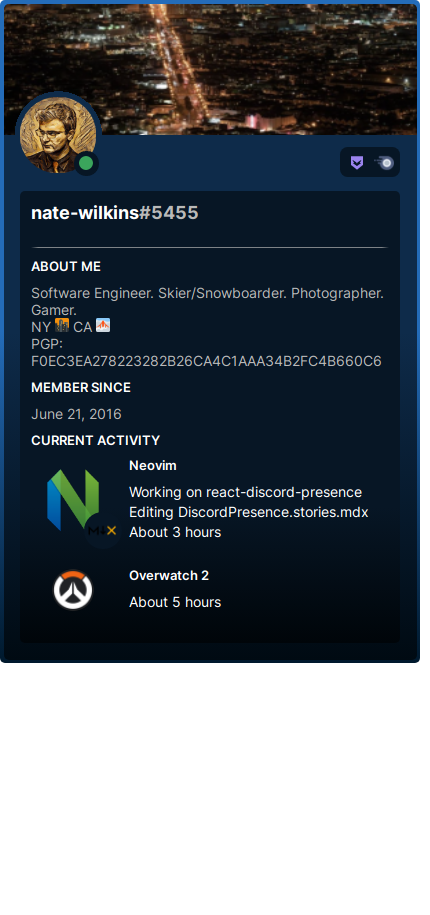 nate-wilkins#5455
ABOUT ME
Software Engineer. Skier/Snowboarder. Photographer.
Gamer.
NY 🌆 CA 🌁
PGP:
F0EC3EA278223282B26CA4C1AAA34B2FC4B660C6
MEMBER SINCE
June 21, 2016
CURRENT ACTIVITY
Neovim
Working on react-discord-presence
Editing DiscordPresence.stories.mdx
About 3 hours
Overwatch 2
About 5 hours